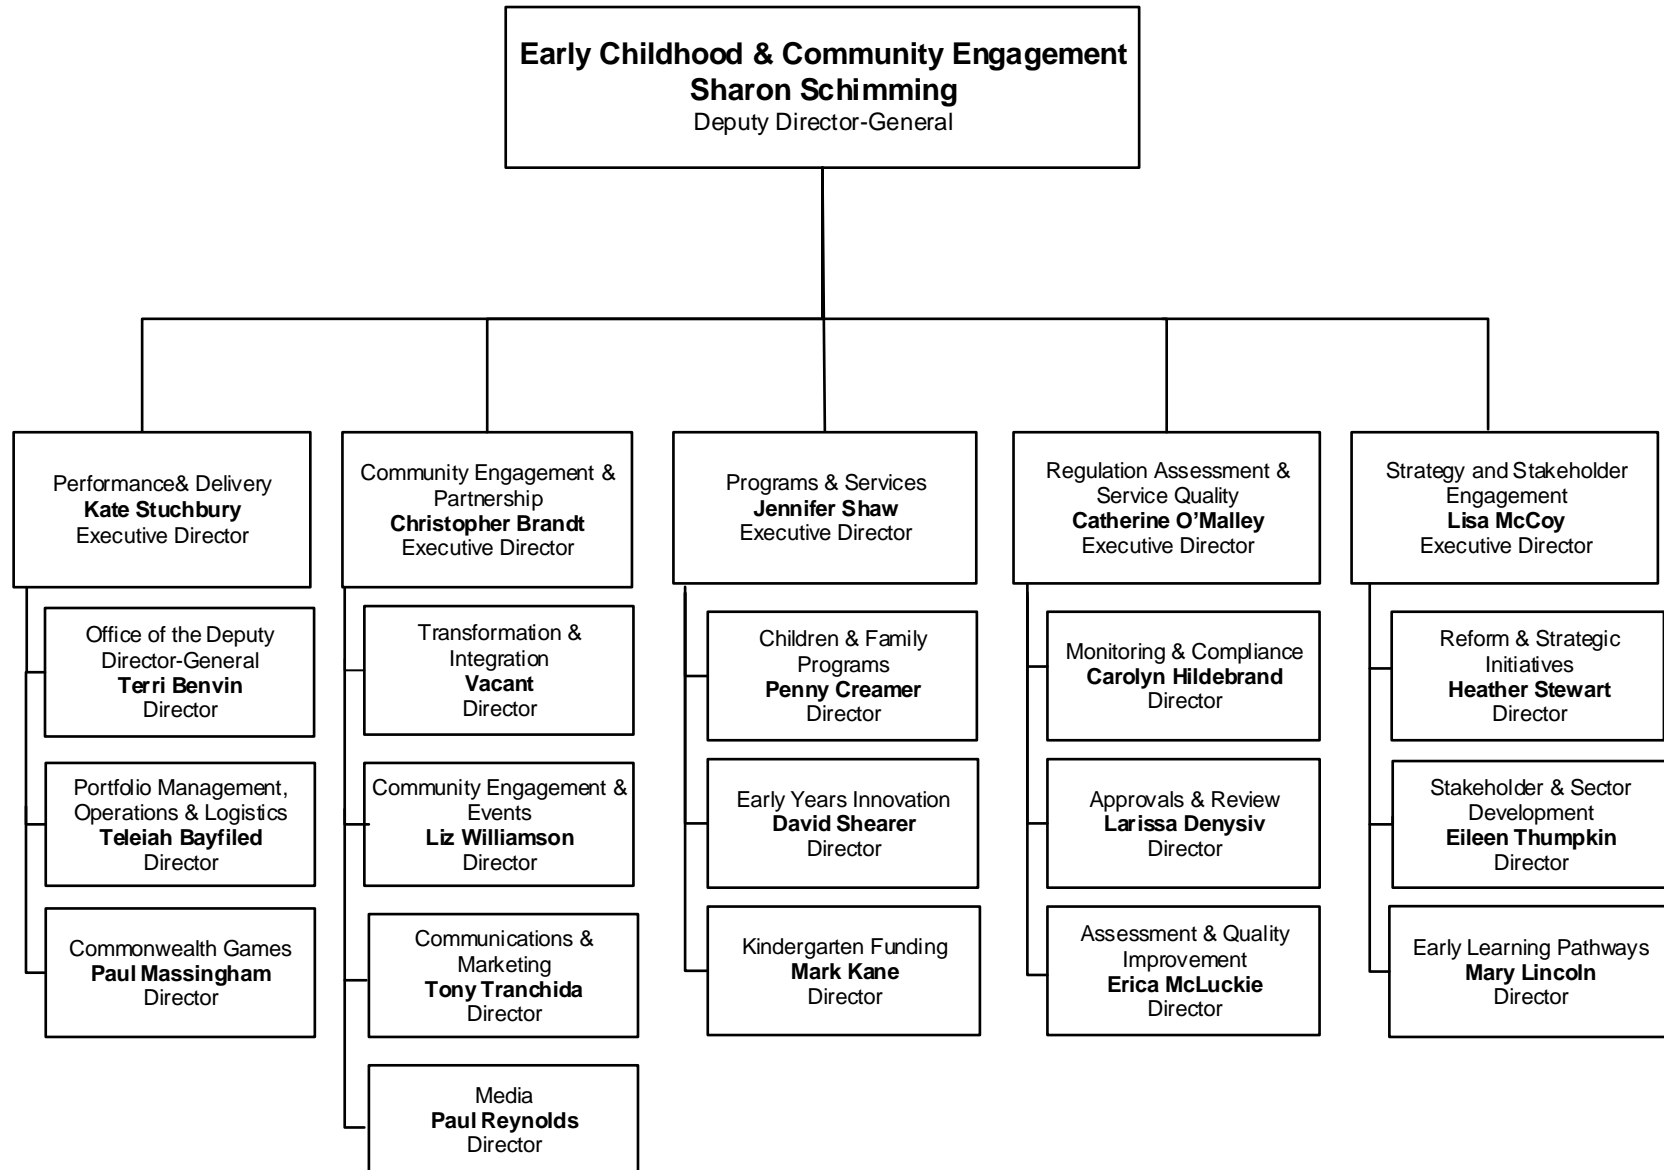 Early Childhood & Community Engagement
Sharon Schimming
Deputy Director-General
Performance& Delivery
Kate Stuchbury
Executive Director
Office of the Deputy
Director-General
Terri Benvin
Director
Portfolio Management,
Operations & Logistics
Teleiah Bayfiled
Director
Commonwealth Games
Paul Massingham
Director
Community Engagement &
Partnership
Christopher Brandt
Executive Director
Transformation &
Integration
Vacant
Director
Community Engagement &
Events
Liz Williamson
Director
Communications &
Marketing
Tony Tranchida
Director
Media
Paul Reynolds
Director
Programs & Services
Jennifer Shaw
Executive Director
Children & Family
Programs
Penny Creamer
Director
Early Years Innovation
David Shearer
Director
Kindergarten Funding
Mark Kane
Director
Regulation Assessment &
Service Quality
Catherine O’Malley
Executive Director
Monitoring & Compliance
Carolyn Hildebrand
Director
Approvals & Review
Larissa Denysiv
Director
Assessment & Quality
Improvement
Erica McLuckie
Director
Strategy and Stakeholder
Engagement
Lisa McCoy
Executive Director
Reform & Strategic
Initiatives
Heather Stewart
Director
Stakeholder & Sector
Development
Eileen Thumpkin
Director
Early Learning Pathways
Mary Lincoln
Director